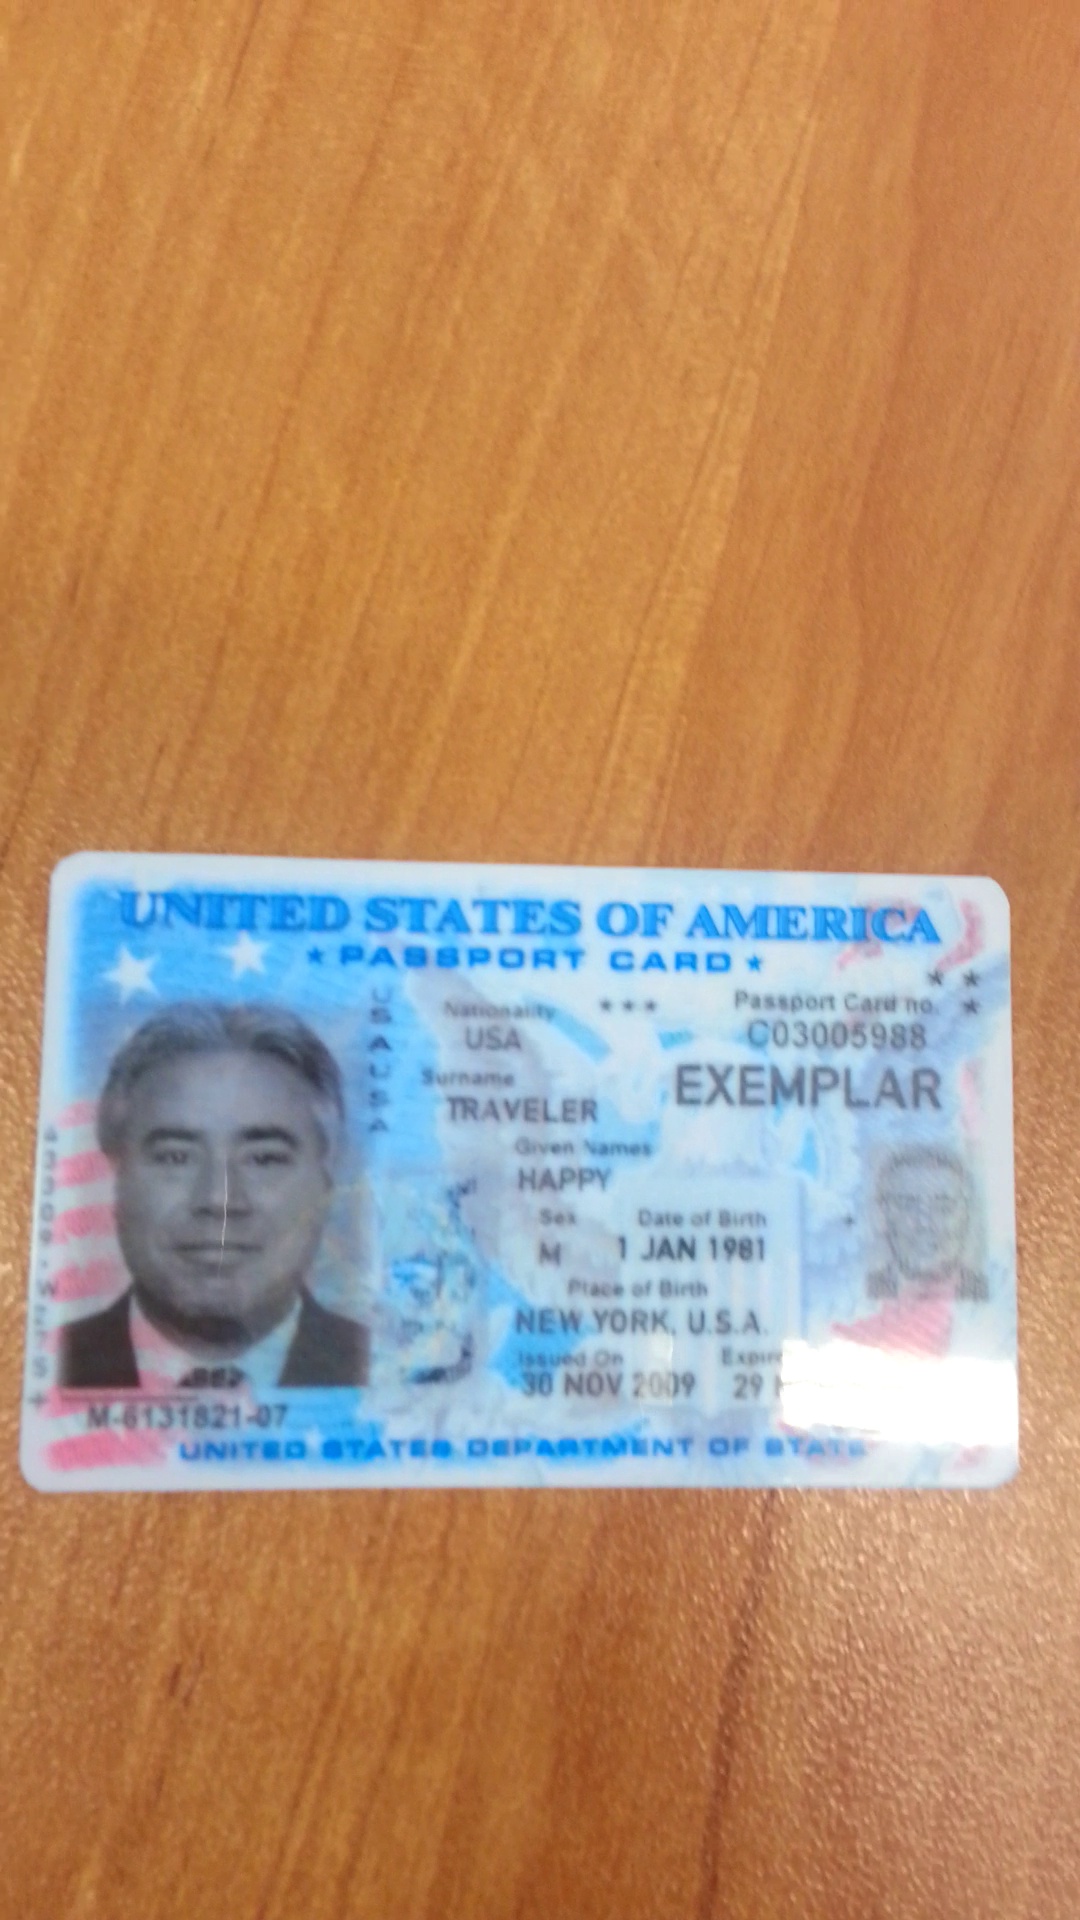 UNITED STATES OF AMERICA
★ PASSPORT CARD ★
Nationality * * * Passport Card no.
USA C03005988
Surname EXEMPLAR
TRAVELER
Given Names
HAPPY
Sex Date of Birth
M 1 JAN 1981
Place of Birth
NEW YORK, U.S.A.
Issued On
30 NOV 2009 29
M-6131821-07
UNITED STATES DEPARTMENT OF STATE
USAUSA